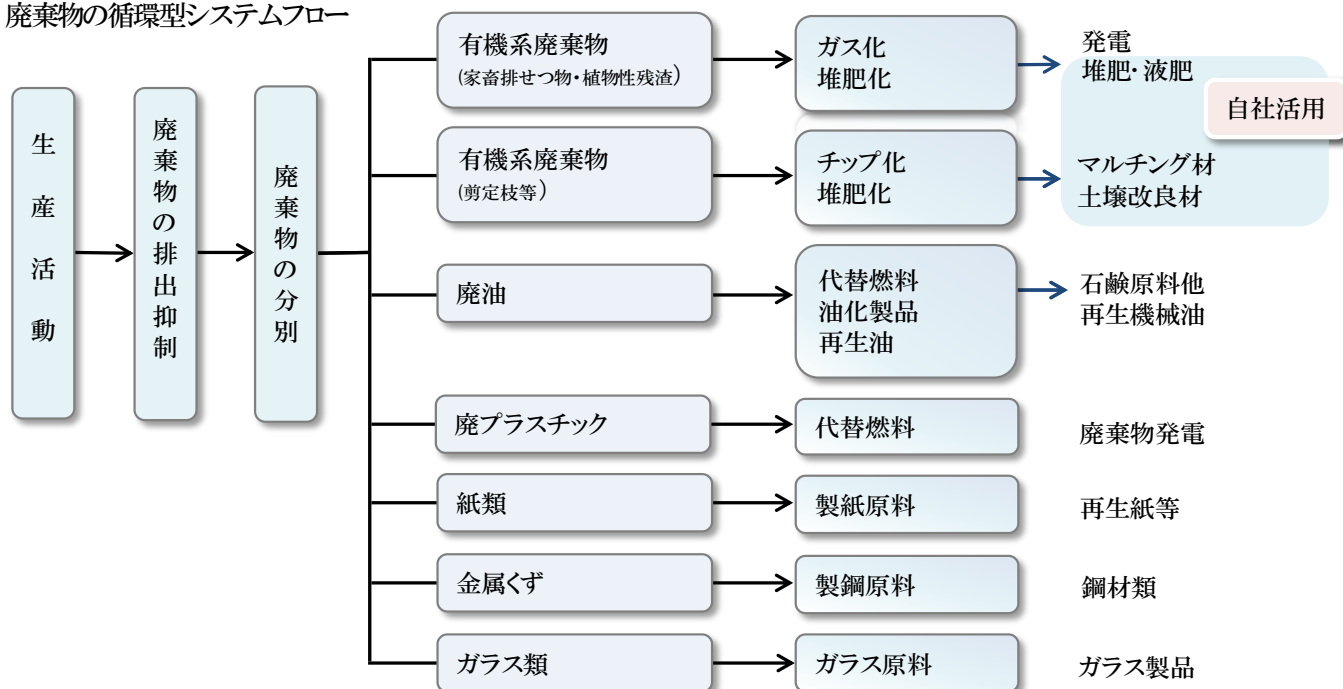 廃棄物の循環型システムフロー
生産活動
廃棄物の排出抑制
廃棄物の分別
有機系廃棄物
(家畜排せつ物・植物性残渣)
ガス化
堆肥化
発電
堆肥・液肥
自社活用
有機系廃棄物
(剪定枝等)
チップ化
堆肥化
マルチング材
土壌改良材
廃油
代替燃料
油化製品
再生油
石鹸原料他
再生機械油
廃プラスチック
代替燃料
廃棄物発電
紙類
製紙原料
再生紙等
金属くず
製鋼原料
鋼材類
ガラス類
ガラス原料
ガラス製品